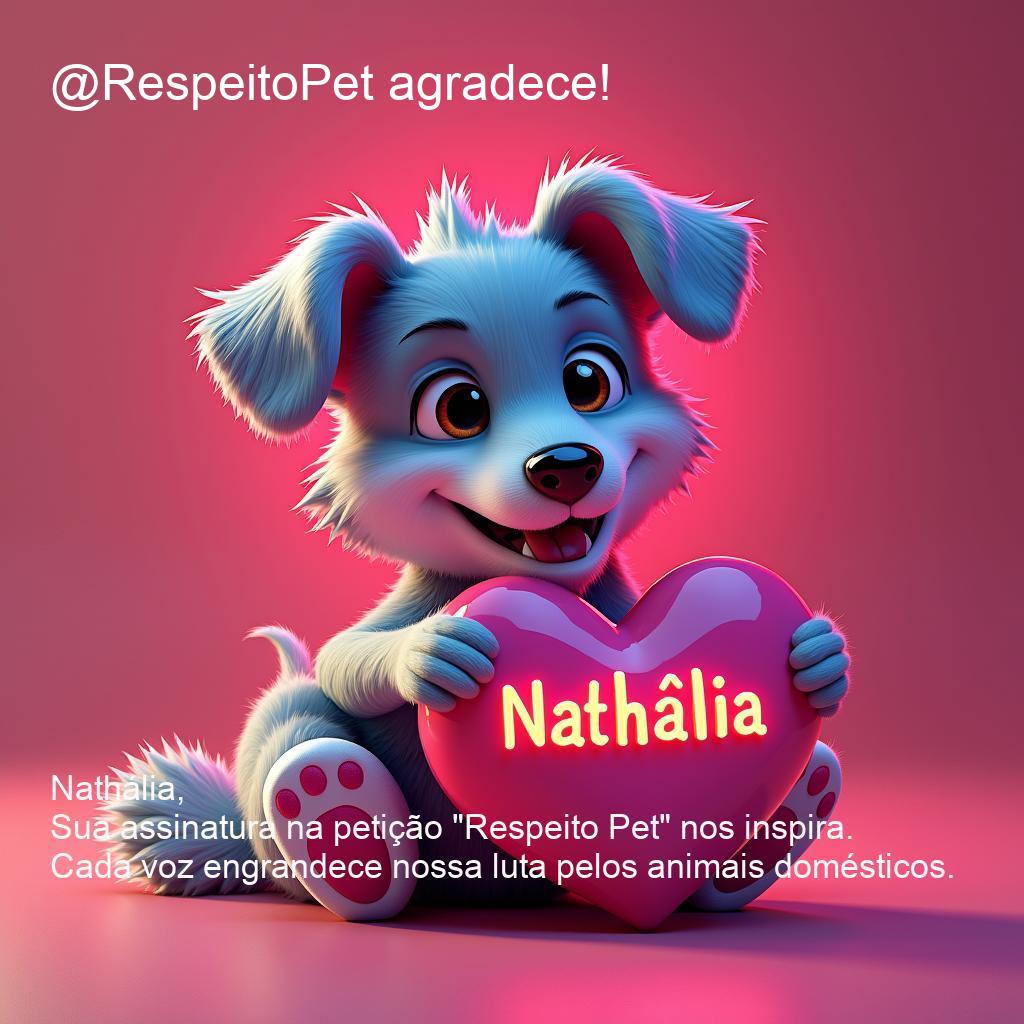 @RespeitoPet agradece!
Nathâlia
Nathália,
Sua assinatura na petição "Respeito Pet" nos inspira.
Cada voz engrandece nossa luta pelos animais domésticos.